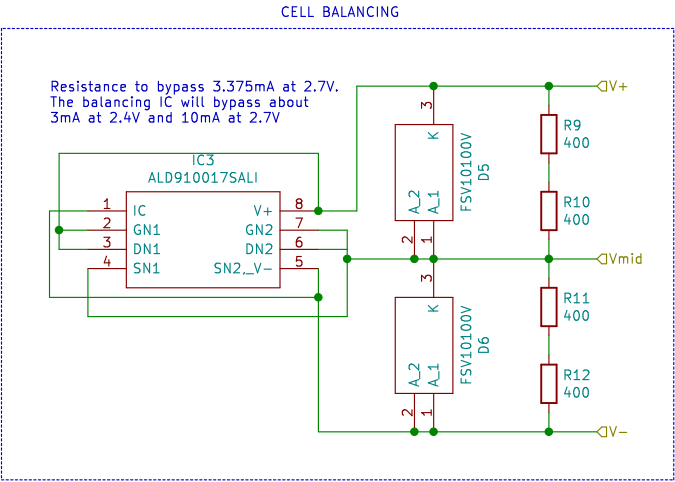 CELL BALANCING
Resistance to bypass 3.375mA at 2.7V.
The balancing IC will bypass about
3mA at 2.4V and 10mA at 2.7V
IC3
ALD910017SALI
1 IC V+ 8
2 GN1 GN2 7
3 DN1 DN2 6
4 SN1 SN2,_V- 5
3
K
A_2
A_1
2
1
FSV10100V
D5
3
K
A_2
A_1
2
1
FSV10100V
D6
V+
R9
400
R10
400
Vmid
R11
400
R12
400
V-